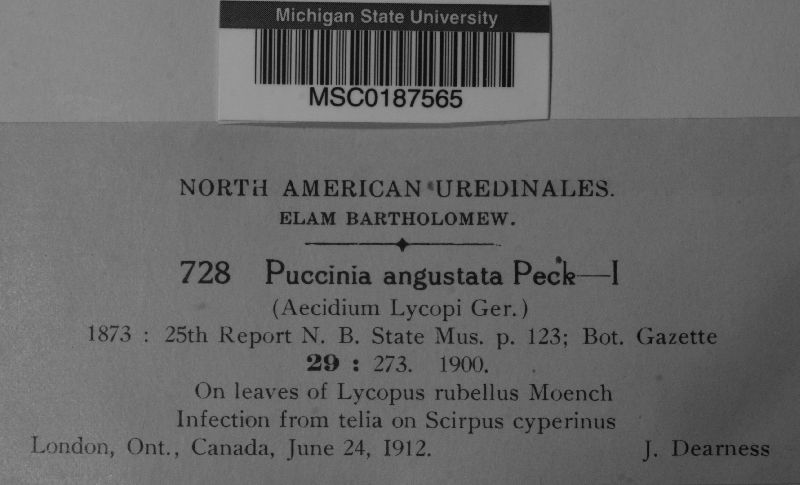 Michigan State University
MSC0187565
NORTH AMERICAN UREDINALES.
ELAM BARTHOLOMEW.
728 Puccinia angustata Peck—I
(Aecidium Lycopi Ger.)
1873 : 25th Report N. B. State Mus. p. 123; Bot. Gazette
29 : 273. 1900.
On leaves of Lycopus rubellus Moench
Infection from telia on Scirpus cyperinus
London, Ont., Canada, June 24, 1912. J. Dearness